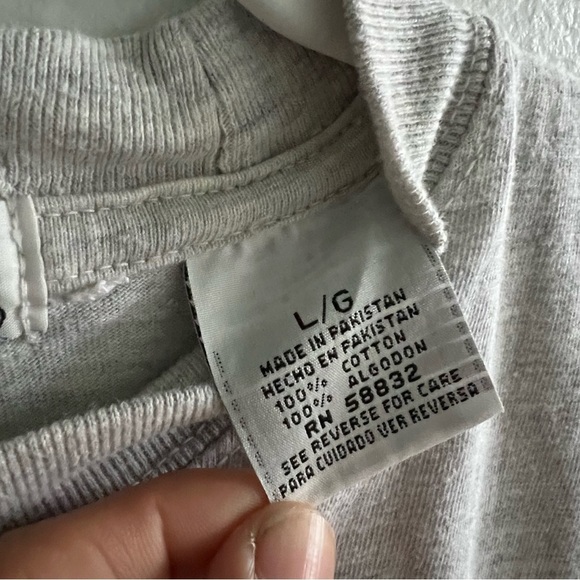 L/G
MADE IN PAKISTAN
HECHO EN PAKISTAN
100% COTTON
100% ALGODON
RN 58832
SEE REVERSE FOR CARE
PARA CUIDADO VER REVERSA